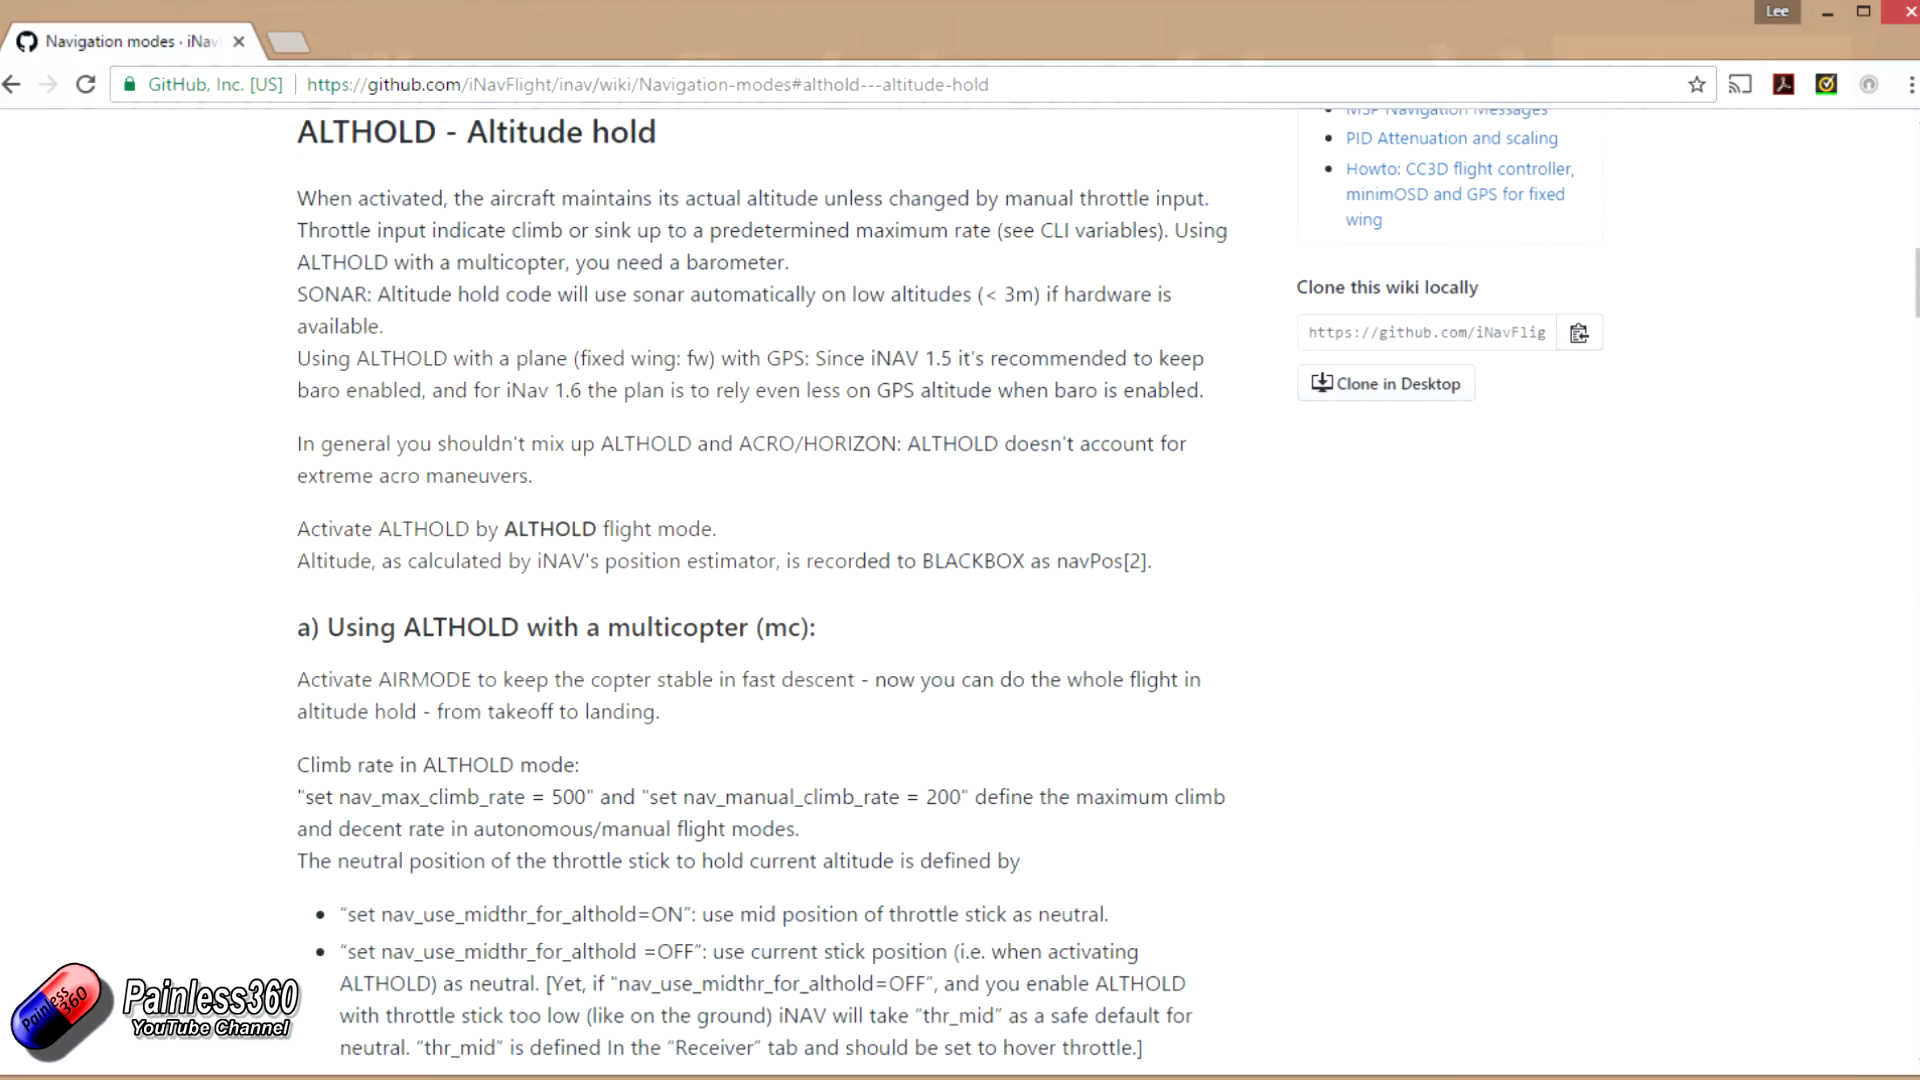 Lee
Navigation modes · iNav
GitHub, Inc. [US]
https://github.com/iNavFlight/inav/wiki/Navigation-modes#althold---altitude-hold
MSP Navigation Messages
PID Attenuation and scaling
Howto: CC3D flight controller,
minimOSD and GPS for fixed
wing
Clone this wiki locally
https://github.com/iNavFlig
Clone in Desktop
ALTHOLD - Altitude hold
When activated, the aircraft maintains its actual altitude unless changed by manual throttle input.
Throttle input indicate climb or sink up to a predetermined maximum rate (see CLI variables). Using
ALTHOLD with a multicopter, you need a barometer.
SONAR: Altitude hold code will use sonar automatically on low altitudes (< 3m) if hardware is
available.
Using ALTHOLD with a plane (fixed wing: fw) with GPS: Since iNAV 1.5 it's recommended to keep
baro enabled, and for iNav 1.6 the plan is to rely even less on GPS altitude when baro is enabled.
In general you shouldn't mix up ALTHOLD and ACRO/HORIZON: ALTHOLD doesn't account for
extreme acro maneuvers.
Activate ALTHOLD by ALTHOLD flight mode.
Altitude, as calculated by iNAV's position estimator, is recorded to BLACKBOX as navPos[2].
a) Using ALTHOLD with a multicopter (mc):
Activate AIRMODE to keep the copter stable in fast descent - now you can do the whole flight in
altitude hold - from takeoff to landing.
Climb rate in ALTHOLD mode:
"set nav_max_climb_rate = 500" and "set nav_manual_climb_rate = 200" define the maximum climb
and decent rate in autonomous/manual flight modes.
The neutral position of the throttle stick to hold current altitude is defined by
“set nav_use_midthr_for_althold=ON”: use mid position of throttle stick as neutral.
“set nav_use_midthr_for_althold =OFF”: use current stick position (i.e. when activating
ALTHOLD) as neutral. [Yet, if “nav_use_midthr_for_althold=OFF”, and you enable ALTHOLD
with throttle stick too low (like on the ground) iNAV will take “thr_mid” as a safe default for
neutral. “thr_mid” is defined In the “Receiver” tab and should be set to hover throttle.]
Painless 360
Painless360
YouTube Channel